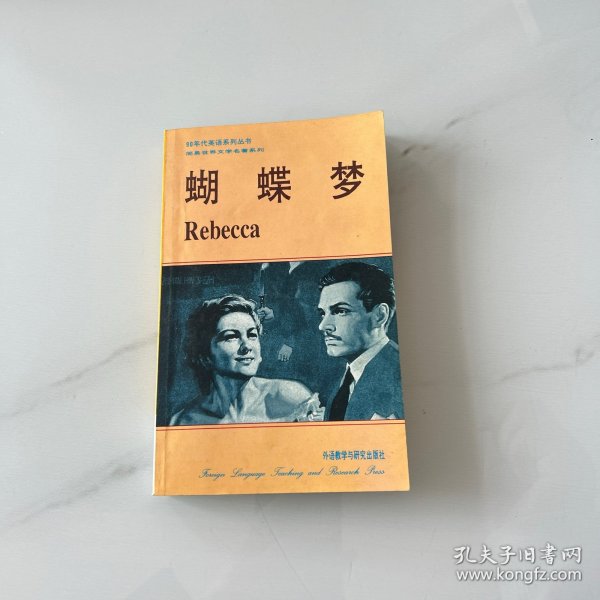 90年代英语系列丛书
简易世界文学名著系列
蝴蝶梦
Rebecca
外语教学与研究出版社
Foreign Language Teaching and Research Press
孔夫子旧书网
www.kongfz.com